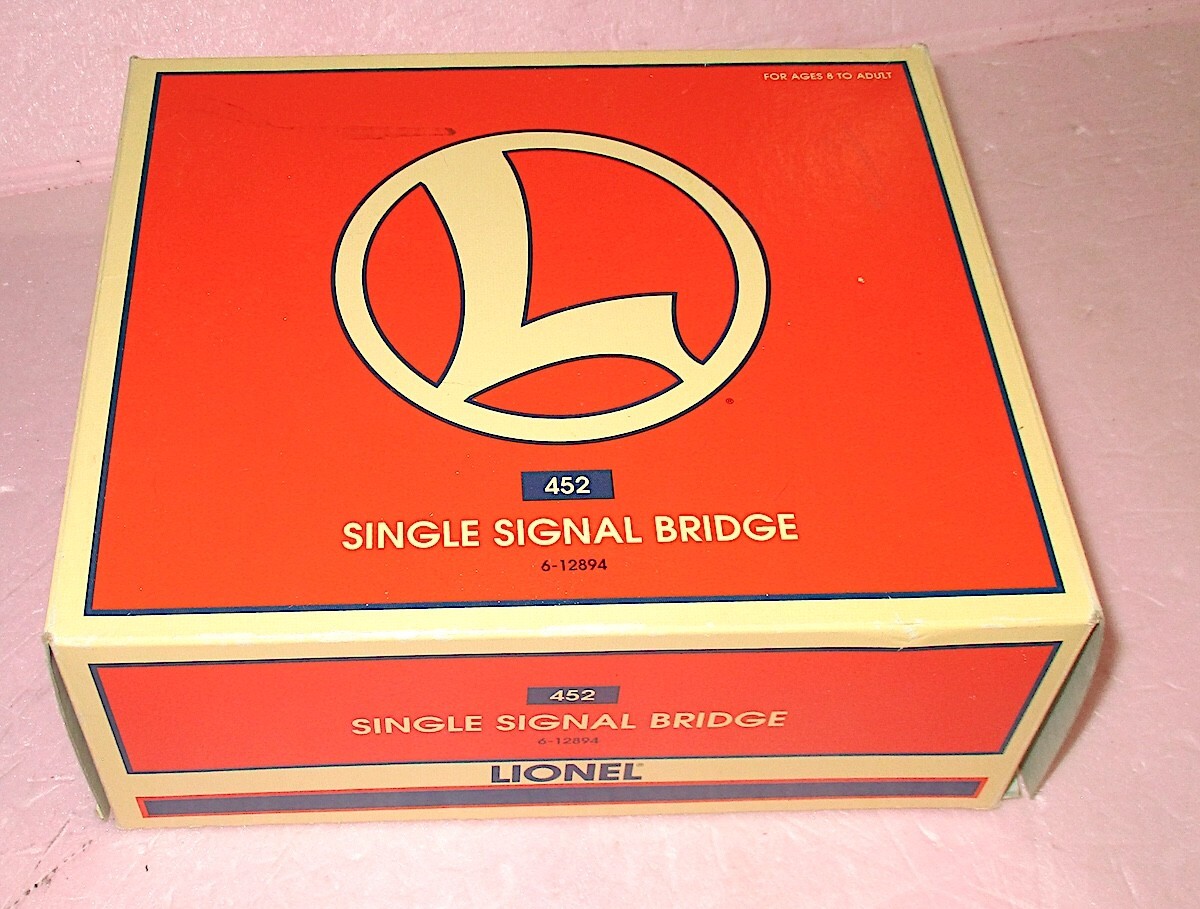 FOR AGES 8 TO ADULT
L
®
452
SINGLE SIGNAL BRIDGE
6-12894
452
SINGLE SIGNAL BRIDGE
6-12894
LIONEL®